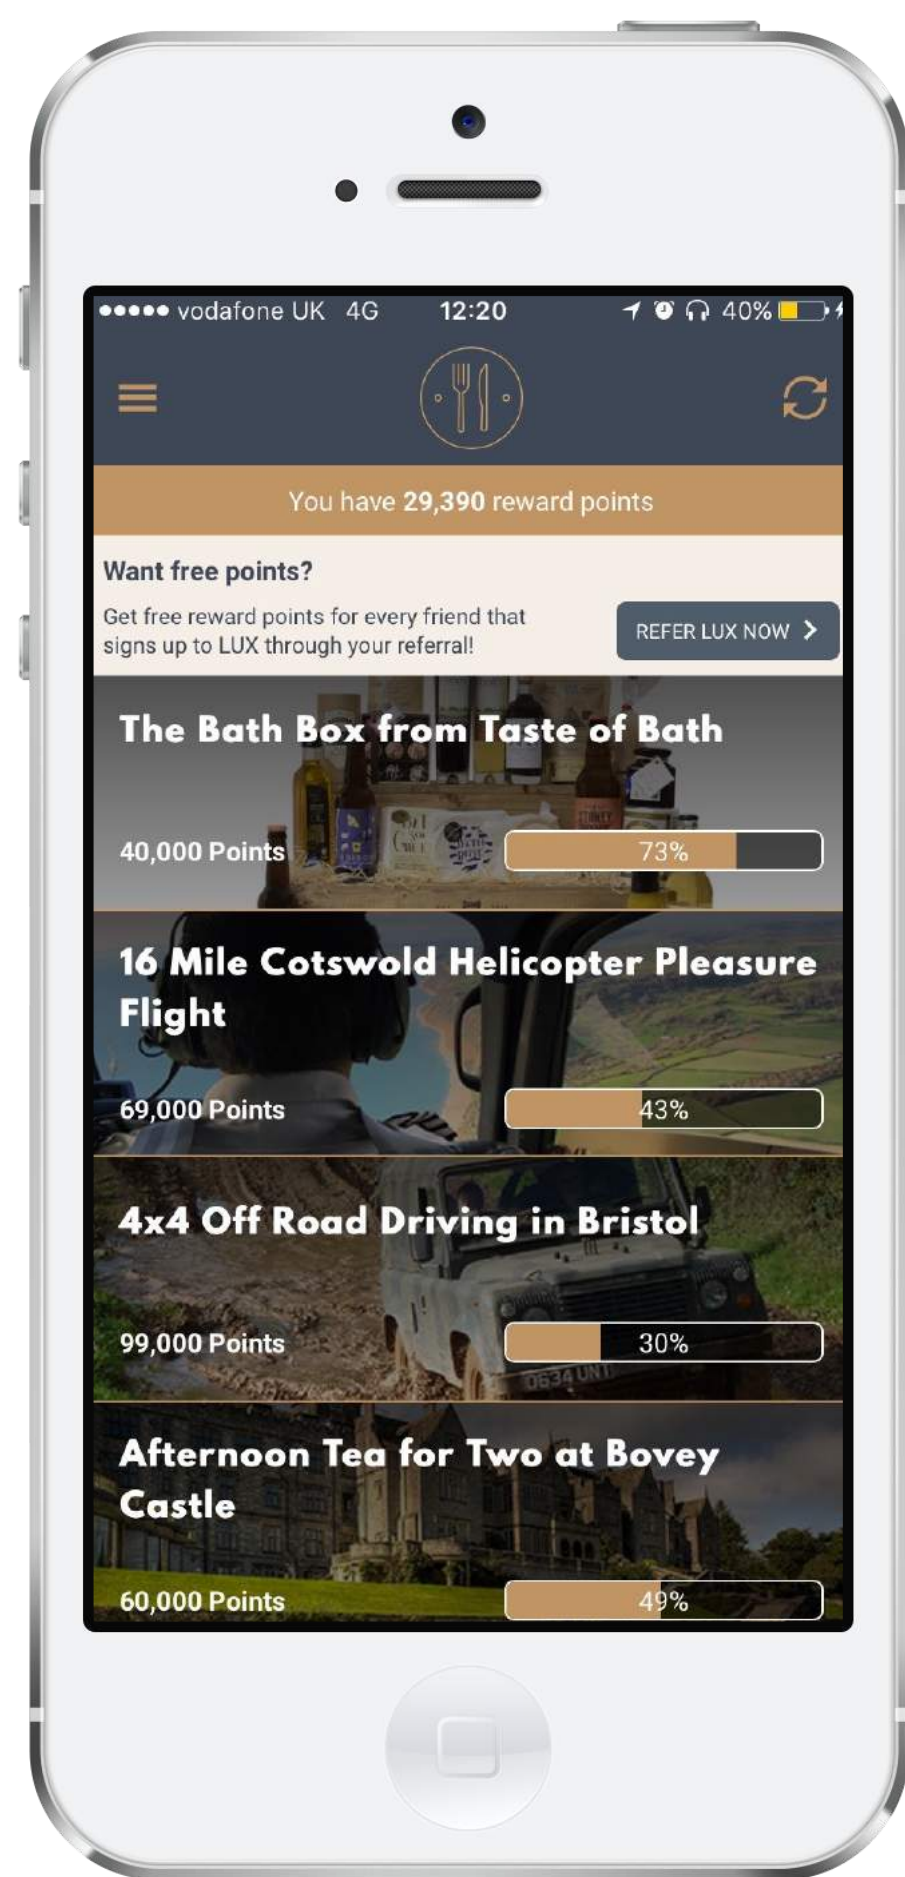 vodafone UK 4G 12:20 40%
You have 29,390 reward points
Want free points?
Get free reward points for every friend that
signs up to LUX through your referral!
REFER LUX NOW
The Bath Box from Taste of Bath
40,000 Points 73%
16 Mile Cotswold Helicopter Pleasure
Flight
69,000 Points 43%
4x4 Off Road Driving in Bristol
99,000 Points 30%
Afternoon Tea for Two at Bovey
Castle
60,000 Points 49%